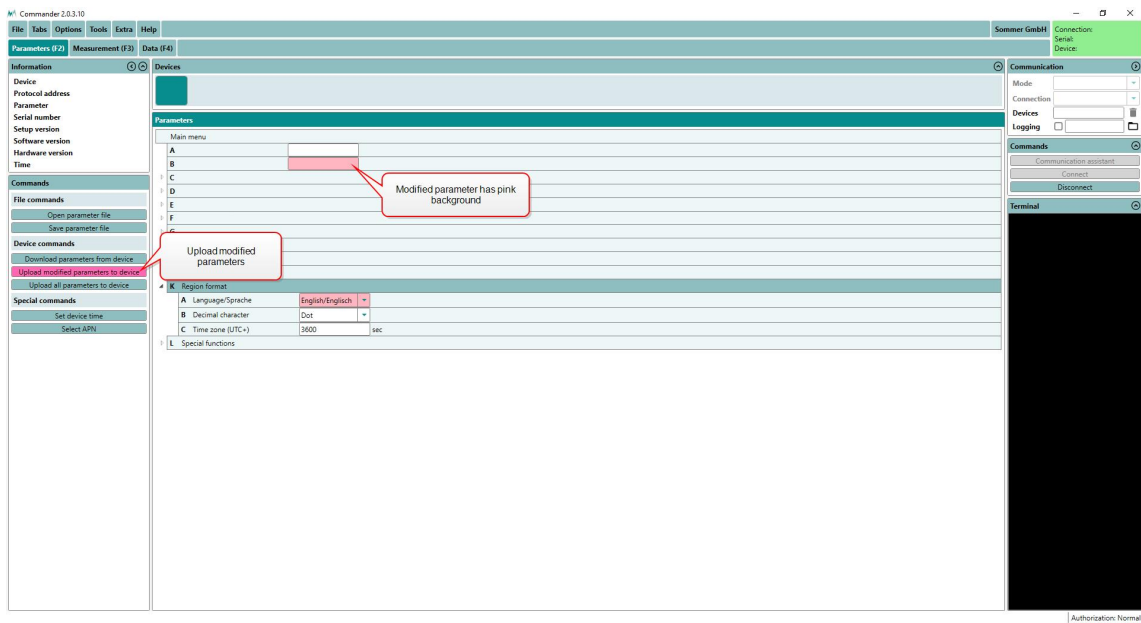 Commander 2.0.3.10
File Tabs Options Tools Extra Help
Sommer GmbH
Connection:
Serial:
Device:
Parameters (F2) Measurement (F3) Data (F4)
Information
Device
Protocol address
Parameter
Serial number
Setup version
Software version
Hardware version
Time
Commands
File commands
Open parameter file
Save parameter file
Device commands
Download parameters from device
Upload modified parameters to device
Upload all parameters to device
Special commands
Set device time
Select APN
Devices
Parameters
Main menu
A
B
C
D
E
F
Modified parameter has pink
background
Upload modified
parameters
K Region format
A Language/Sprache English/Englisch
B Decimal character Dot
C Time zone (UTC+) 3600 sec
L Special functions
Communication
Mode
Connection
Devices
Logging
Commands
Communication assistant
Connect
Disconnect
Terminal
Authorization: Normal